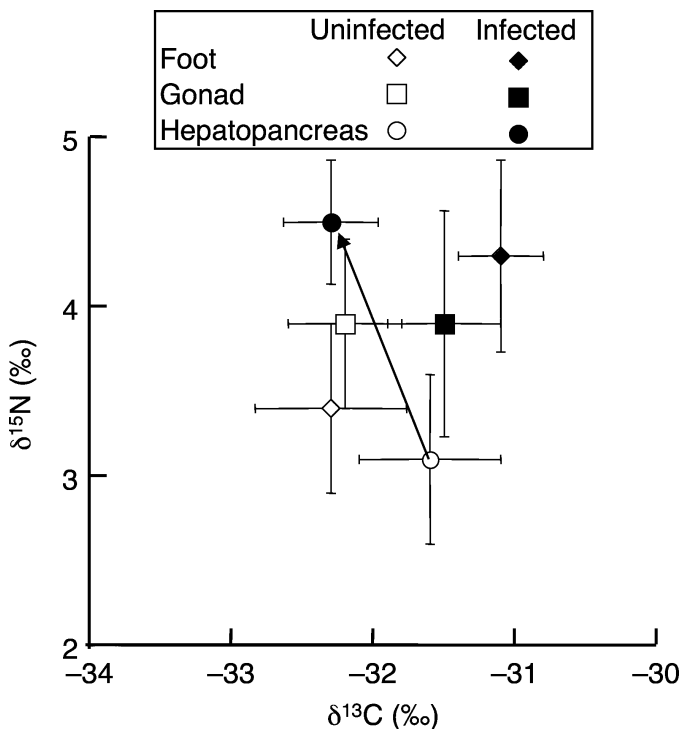 Uninfected Infected
Foot
Gonad
Hepatopancreas
5
4
3
2
δ¹⁵N (‰)
–34 –33 –32 –31 –30
δ¹³C (‰)